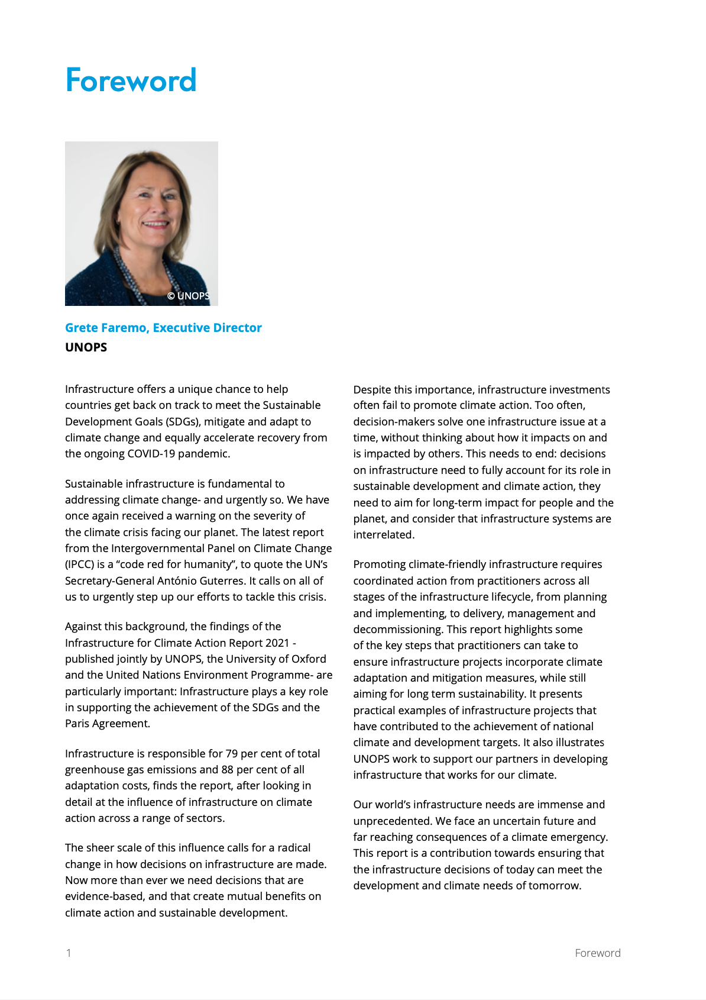 Foreword
© UNOPS
Grete Faremo, Executive Director
UNOPS
Infrastructure offers a unique chance to help
countries get back on track to meet the Sustainable
Development Goals (SDGs), mitigate and adapt to
climate change and equally accelerate recovery from
the ongoing COVID-19 pandemic.
Sustainable infrastructure is fundamental to
addressing climate change- and urgently so. We have
once again received a warning on the severity of
the climate crisis facing our planet. The latest report
from the Intergovernmental Panel on Climate Change
(IPCC) is a “code red for humanity”, to quote the UN’s
Secretary-General António Guterres. It calls on all of
us to urgently step up our efforts to tackle this crisis.
Against this background, the findings of the
Infrastructure for Climate Action Report 2021 -
published jointly by UNOPS, the University of Oxford
and the United Nations Environment Programme- are
particularly important: Infrastructure plays a key role
in supporting the achievement of the SDGs and the
Paris Agreement.
Infrastructure is responsible for 79 per cent of total
greenhouse gas emissions and 88 per cent of all
adaptation costs, finds the report, after looking in
detail at the influence of infrastructure on climate
action across a range of sectors.
The sheer scale of this influence calls for a radical
change in how decisions on infrastructure are made.
Now more than ever we need decisions that are
evidence-based, and that create mutual benefits on
climate action and sustainable development.
Despite this importance, infrastructure investments
often fail to promote climate action. Too often,
decision-makers solve one infrastructure issue at a
time, without thinking about how it impacts on and
is impacted by others. This needs to end: decisions
on infrastructure need to fully account for its role in
sustainable development and climate action, they
need to aim for long-term impact for people and the
planet, and consider that infrastructure systems are
interrelated.
Promoting climate-friendly infrastructure requires
coordinated action from practitioners across all
stages of the infrastructure lifecycle, from planning
and implementing, to delivery, management and
decommissioning. This report highlights some
of the key steps that practitioners can take to
ensure infrastructure projects incorporate climate
adaptation and mitigation measures, while still
aiming for long term sustainability. It presents
practical examples of infrastructure projects that
have contributed to the achievement of national
climate and development targets. It also illustrates
UNOPS work to support our partners in developing
infrastructure that works for our climate.
Our world’s infrastructure needs are immense and
unprecedented. We face an uncertain future and
far reaching consequences of a climate emergency.
This report is a contribution towards ensuring that
the infrastructure decisions of today can meet the
development and climate needs of tomorrow.
1
Foreword